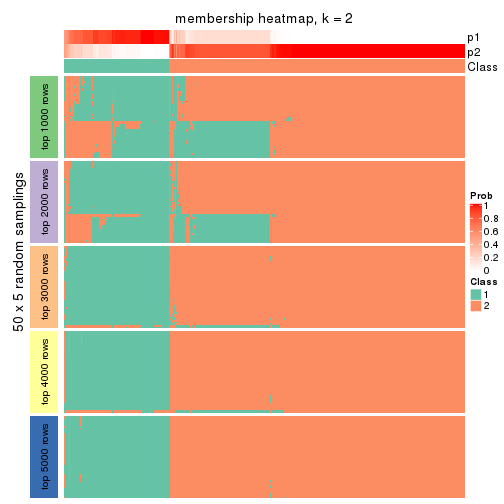 membership heatmap, k = 2
p1
p2
Class
50 x 5 random samplings
top 1000 rows
top 2000 rows
top 3000 rows
top 4000 rows
top 5000 rows
Prob
1
0.8
0.6
0.4
0.2
0
Class
1
2